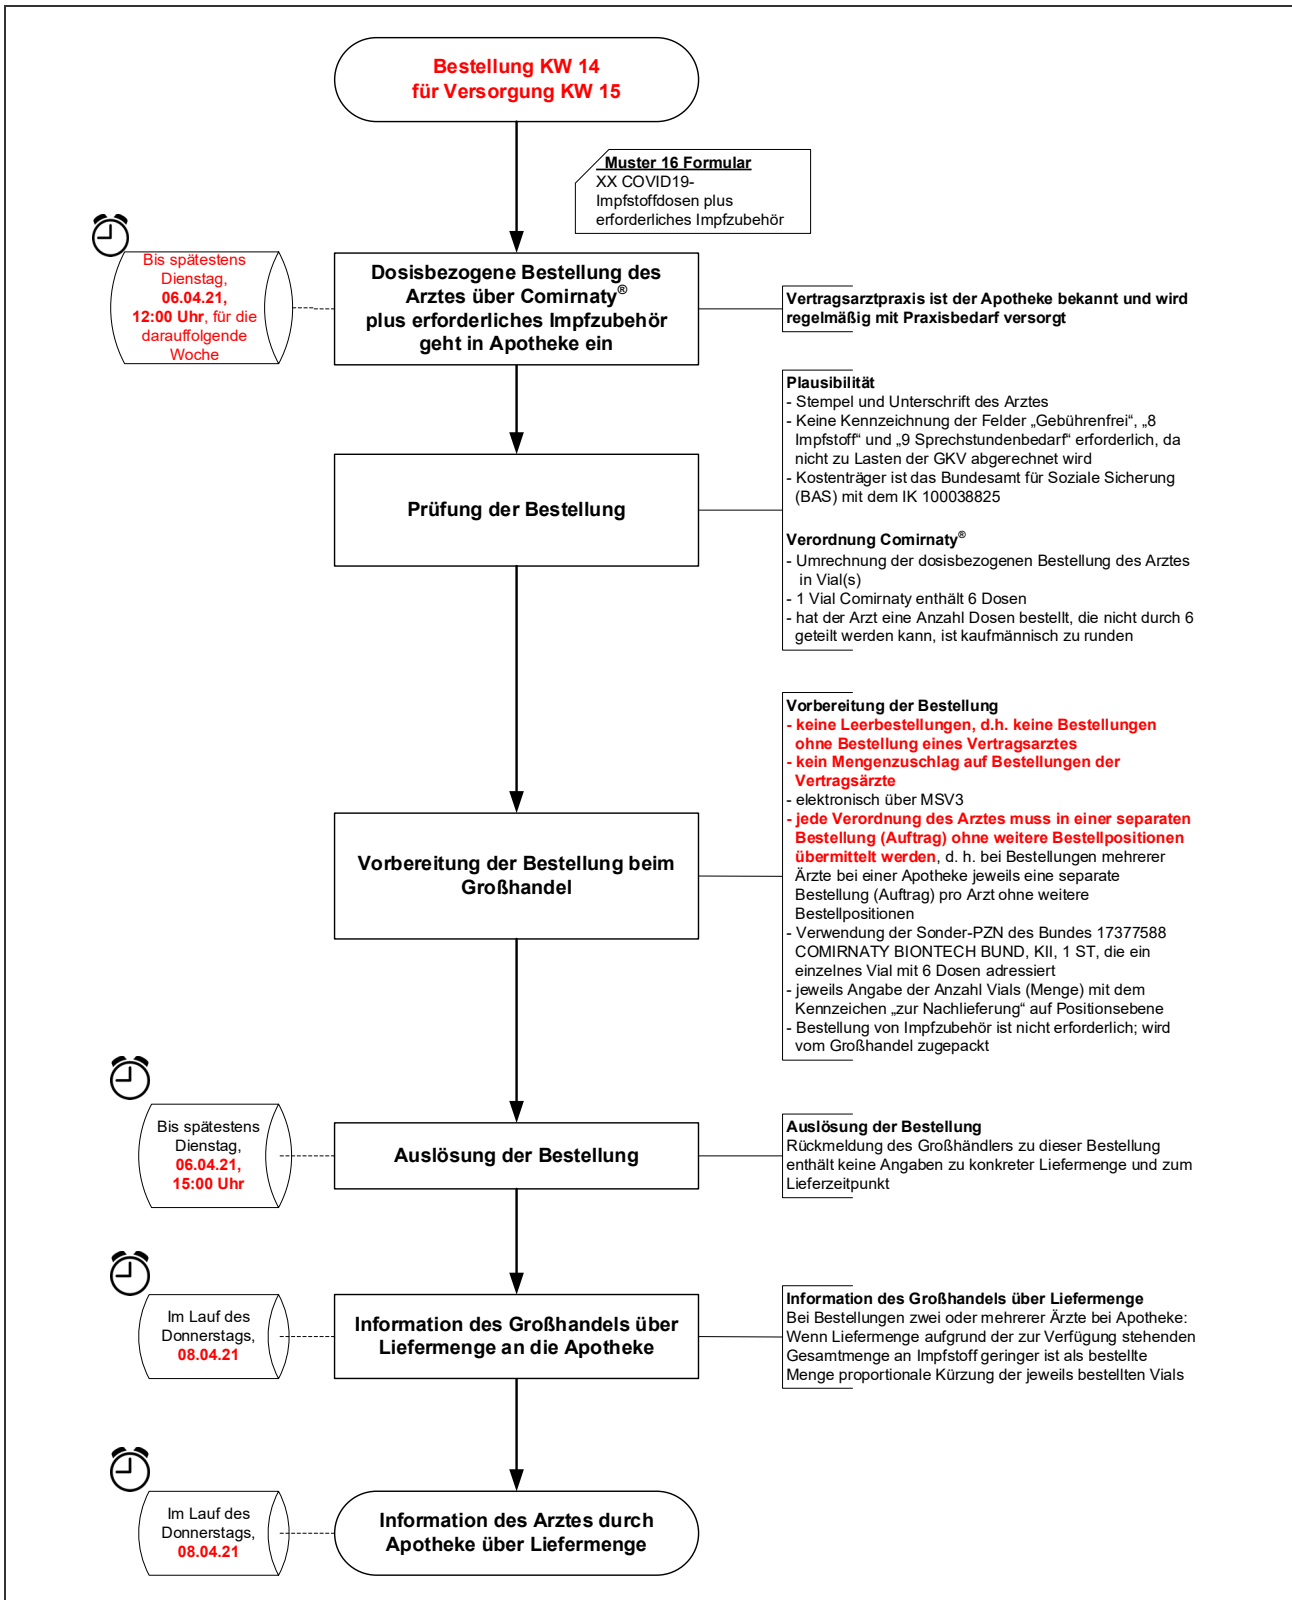 Bestellung KW 14
für Versorgung KW 15
Muster 16 Formular
XX COVID19-
Impfstoffdosen plus
erforderliches Impfzubehör
Bis spätestens
Dienstag,
06.04.21,
12:00 Uhr, für die
darauffolgende
Woche
Dosisbezogene Bestellung des
Arztes über Comirnaty®
plus erforderliches Impfzubehör
geht in Apotheke ein
Vertragsarztpraxis ist der Apotheke bekannt und wird
regelmäßig mit Praxisbedarf versorgt
Prüfung der Bestellung
Plausibilität
- Stempel und Unterschrift des Arztes
- Keine Kennzeichnung der Felder „Gebührenfrei“, „8
Impfstoff“ und „9 Sprechstundenbedarf“ erforderlich, da
nicht zu Lasten der GKV abgerechnet wird
- Kostenträger ist das Bundesamt für Soziale Sicherung
(BAS) mit dem IK 100038825
Verordnung Comirnaty®
- Umrechnung der dosisbezogenen Bestellung des Arztes
in Vial(s)
- 1 Vial Comirnaty enthält 6 Dosen
- hat der Arzt eine Anzahl Dosen bestellt, die nicht durch 6
geteilt werden kann, ist kaufmännisch zu runden
Vorbereitung der Bestellung beim
Großhandel
Vorbereitung der Bestellung
- keine Leerbestellungen, d.h. keine Bestellungen
ohne Bestellung eines Vertragsarztes
- kein Mengenzuschlag auf Bestellungen der
Vertragsärzte
- elektronisch über MSV3
- jede Verordnung des Arztes muss in einer separaten
Bestellung (Auftrag) ohne weitere Bestellpositionen
übermittelt werden, d. h. bei Bestellungen mehrerer
Ärzte bei einer Apotheke jeweils eine separate
Bestellung (Auftrag) pro Arzt ohne weitere
Bestellpositionen
- Verwendung der Sonder-PZN des Bundes 17377588
COMIRNATY BIONTECH BUND, KII, 1 ST, die ein
einzelnes Vial mit 6 Dosen adressiert
- jeweils Angabe der Anzahl Vials (Menge) mit dem
Kennzeichen „zur Nachlieferung“ auf Positionsebene
- Bestellung von Impfzubehör ist nicht erforderlich; wird
vom Großhandel zugepackt
Bis spätestens
Dienstag,
06.04.21,
15:00 Uhr
Auslösung der Bestellung
Auslösung der Bestellung
Rückmeldung des Großhändlers zu dieser Bestellung
enthält keine Angaben zu konkreter Liefermenge und zum
Lieferzeitpunkt
Im Lauf des
Donnerstags,
08.04.21
Information des Großhandels über
Liefermenge an die Apotheke
Information des Großhandels über Liefermenge
Bei Bestellungen zwei oder mehrerer Ärzte bei Apotheke:
Wenn Liefermenge aufgrund der zur Verfügung stehenden
Gesamtmenge an Impfstoff geringer ist als bestellte
Menge proportionale Kürzung der jeweils bestellten Vials
Im Lauf des
Donnerstags,
08.04.21
Information des Arztes durch
Apotheke über Liefermenge